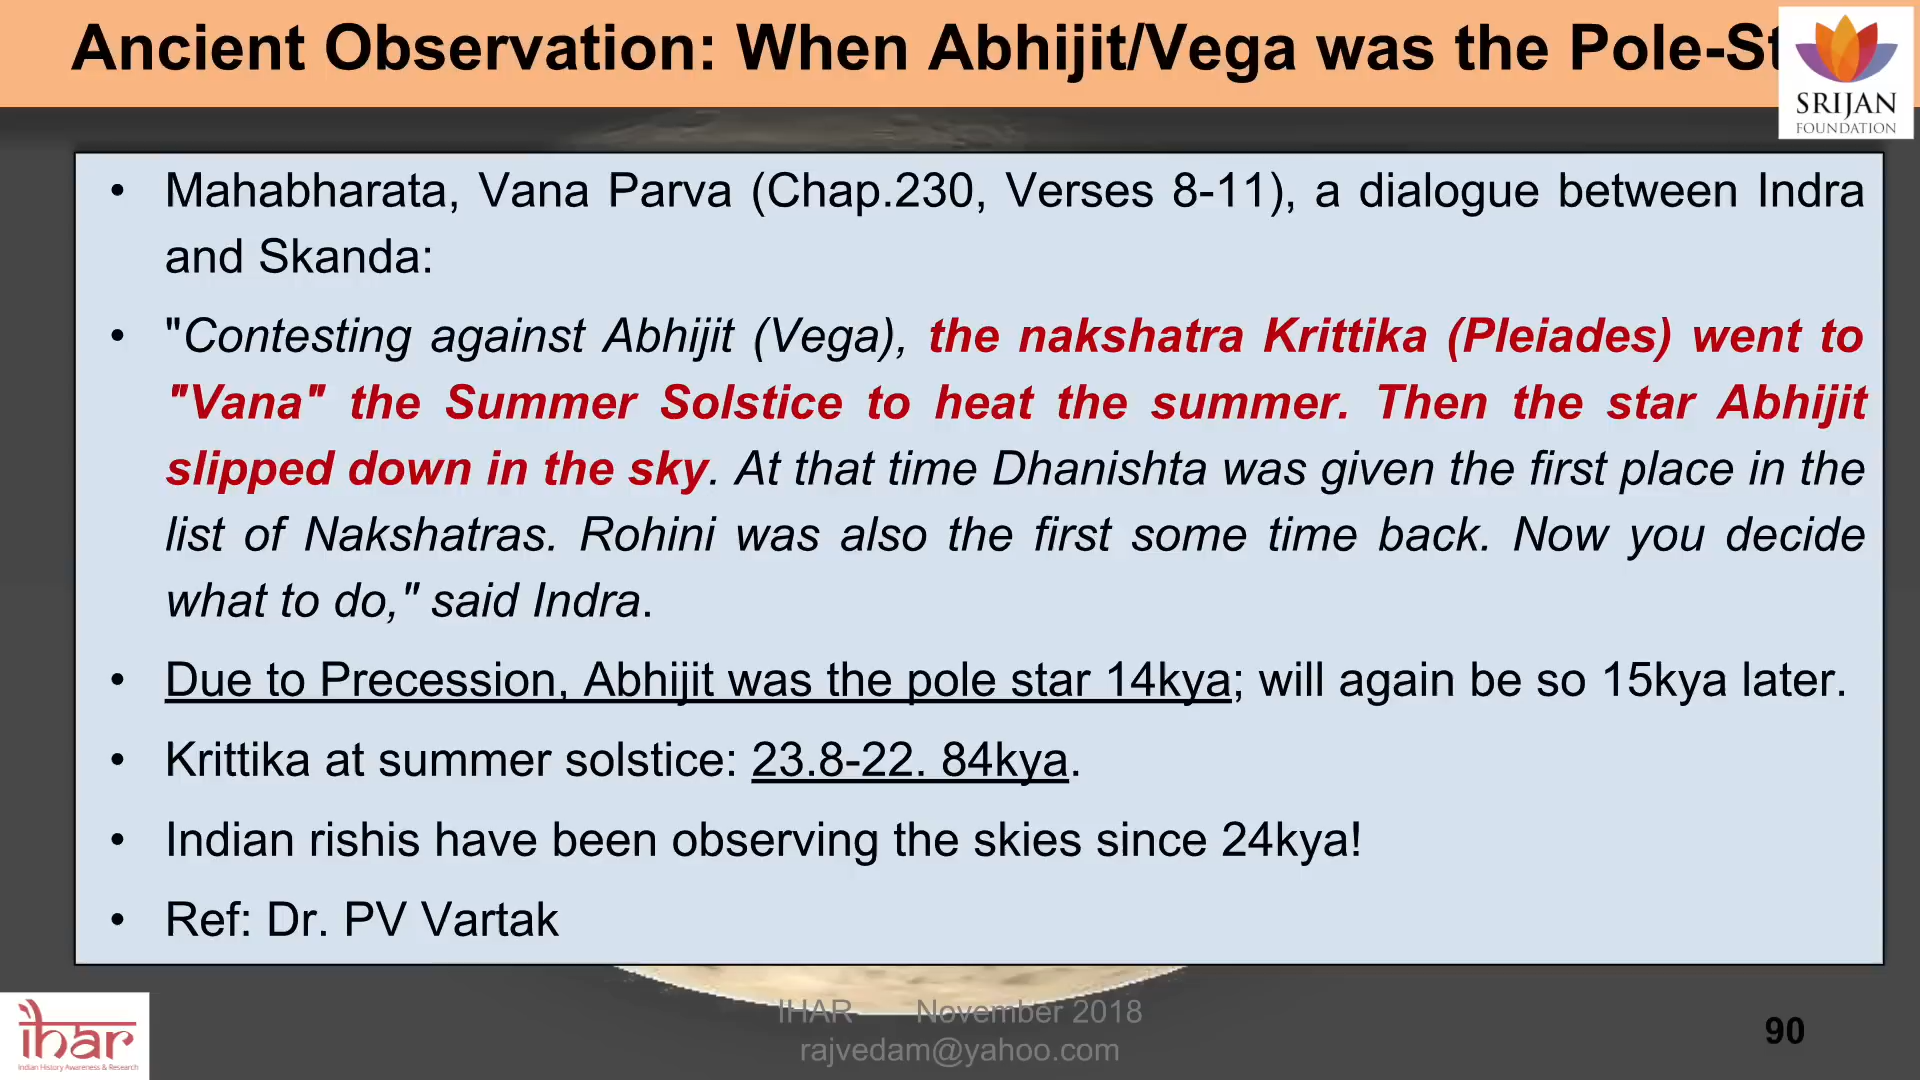 Ancient Observation: When Abhijit/Vega was the Pole-St
SRIJAN
FOUNDATION
• Mahabharata, Vana Parva (Chap.230, Verses 8-11), a dialogue between Indra
and Skanda:
• "Contesting against Abhijit (Vega), the nakshatra Krittika (Pleiades) went to
"Vana" the Summer Solstice to heat the summer. Then the star Abhijit
slipped down in the sky. At that time Dhanishta was given the first place in the
list of Nakshatras. Rohini was also the first some time back. Now you decide
what to do," said Indra.
• Due to Precession, Abhijit was the pole star 14kya; will again be so 15kya later.
• Krittika at summer solstice: 23.8-22. 84kya.
• Indian rishis have been observing the skies since 24kya!
• Ref: Dr. PV Vartak
IHAR November 2018
rajvedam@yahoo.com
90
ihar
Indian History Awareness & Research